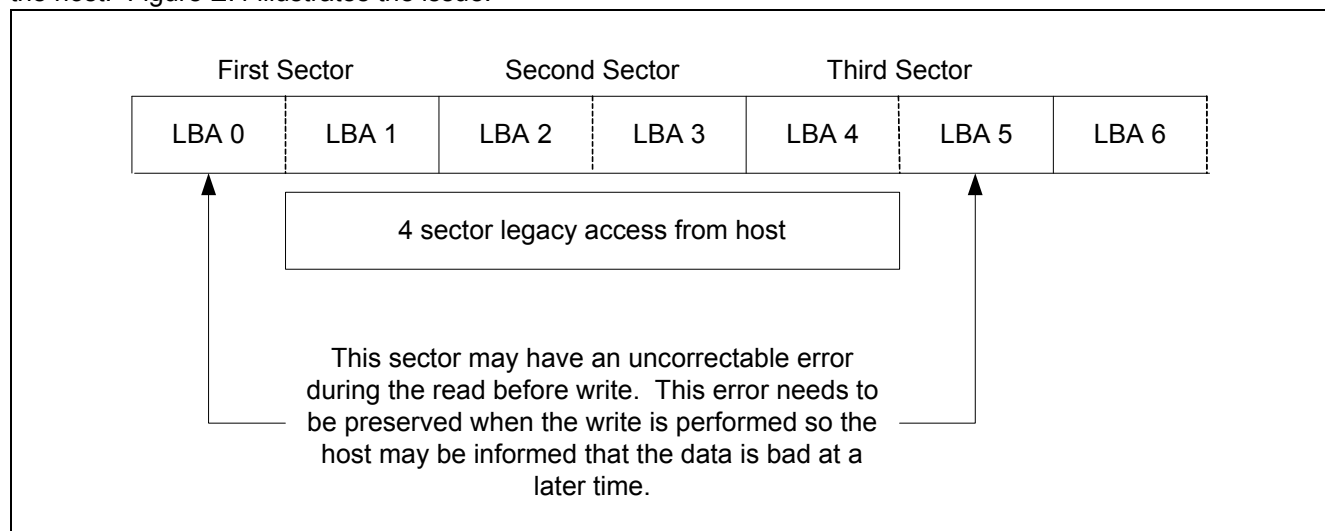 the host. Figure illustrates the issue.
First Sector Second Sector Third Sector
LBA 0 LBA 1 LBA 2 LBA 3 LBA 4 LBA 5 LBA 6
4 sector legacy access from host
This sector may have an uncorrectable error
during the read before write. This error needs to
be preserved when the write is performed so the
host may be informed that the data is bad at a
later time.